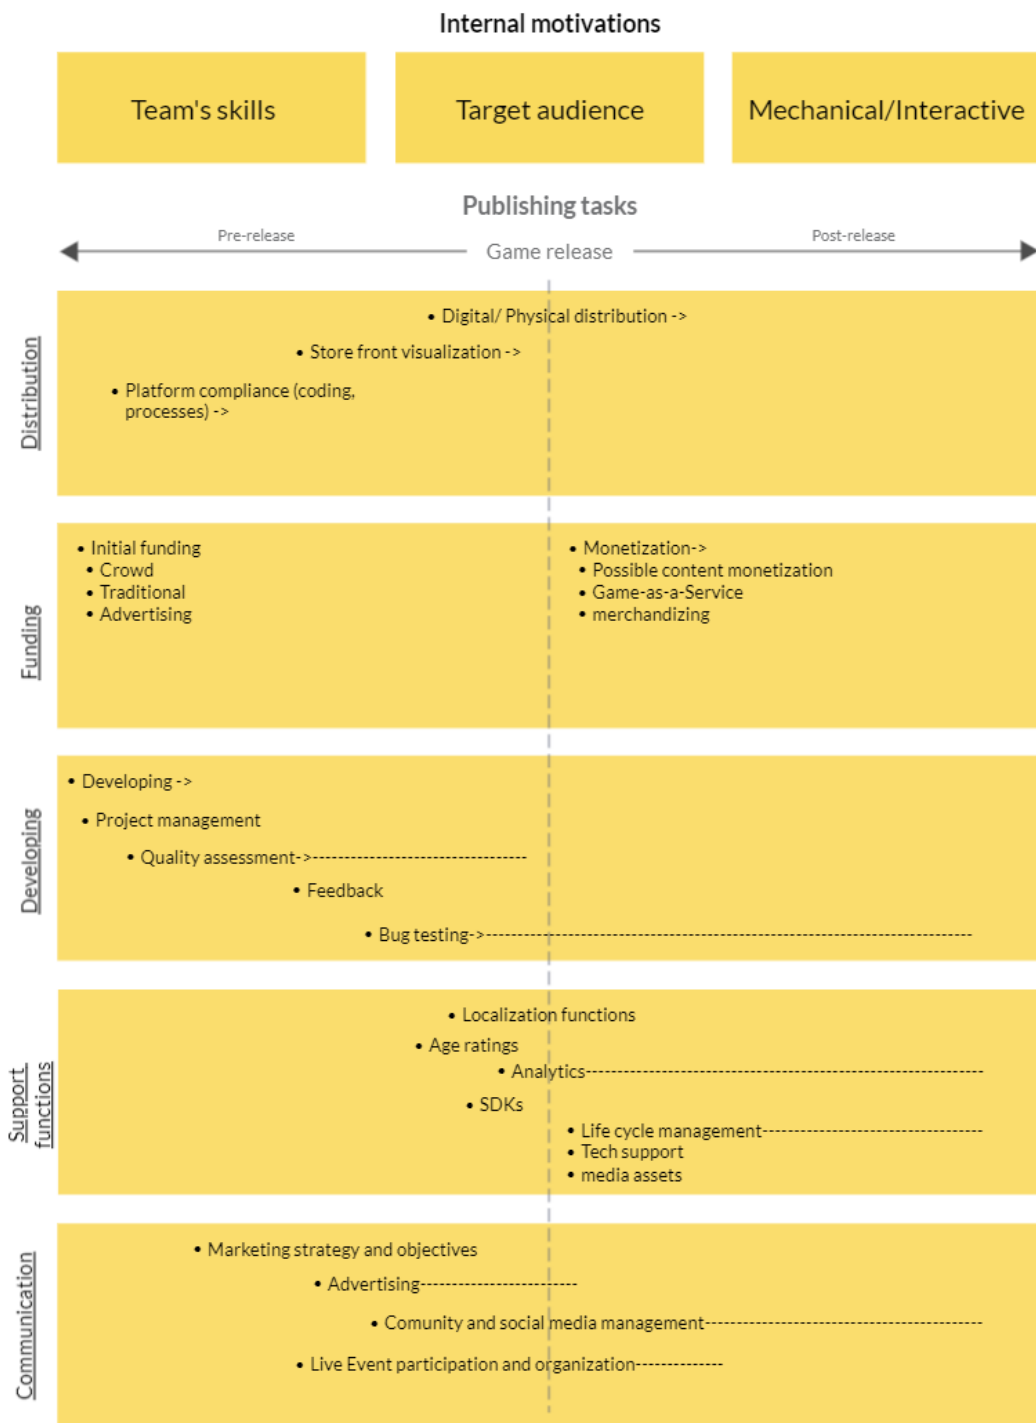 Internal motivations
Team's skills
Target audience
Mechanical/Interactive
Publishing tasks
Pre-release
Game release
Post-release
Distribution
• Digital/ Physical distribution ->
• Store front visualization ->
• Platform compliance (coding,
processes) ->
Funding
• Initial funding
• Crowd
• Traditional
• Advertising
• Monetization->
• Possible content monetization
• Game-as-a-Service
• merchandizing
Developing
• Developing ->
• Project management
• Quality assessment->----------------------------------
• Feedback
• Bug testing->------------------------------------------------------------------------------
Support
functions
• Localization functions
• Age ratings
• Analytics----------------------------------------------------------------
• SDKs
• Life cycle management-----------------------------------
• Tech support
• media assets
Communication
• Marketing strategy and objectives
• Advertising-------------------------
• Comunity and social media management--------------------------------------------
• Live Event participation and organization--------------